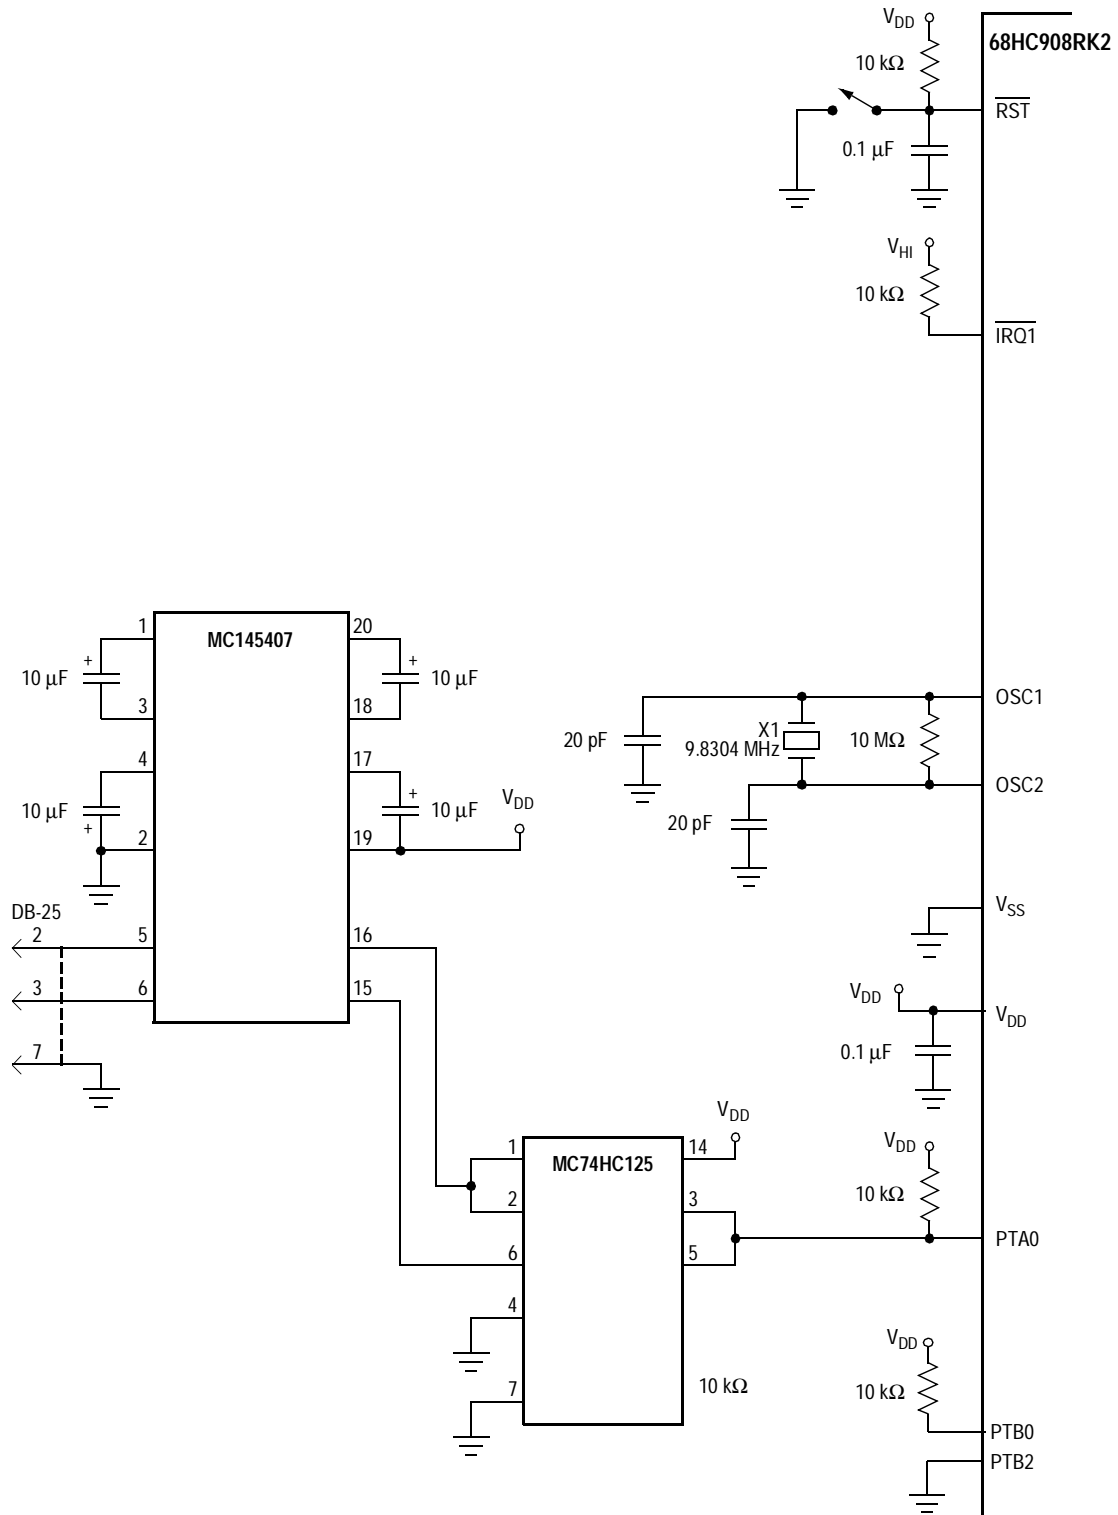 V_DD
68HC908RK2
10 kΩ
RST
0.1 µF
V_HI
10 kΩ
IRQ1
1
MC145407
20
+
+
10 µF
10 µF
3
18
OSC1
X1
20 pF
9.8304 MHz
10 MΩ
4
17
OSC2
10 µF
+
10 µF
+
V_DD
20 pF
2
19
V_SS
DB-25
2
5
16
3
6
15
V_DD
V_DD
7
0.1 µF
V_DD
1
MC74HC125
14
V_DD
2
3
10 kΩ
6
5
PTA0
4
V_DD
7
10 kΩ
10 kΩ
PTB0
PTB2